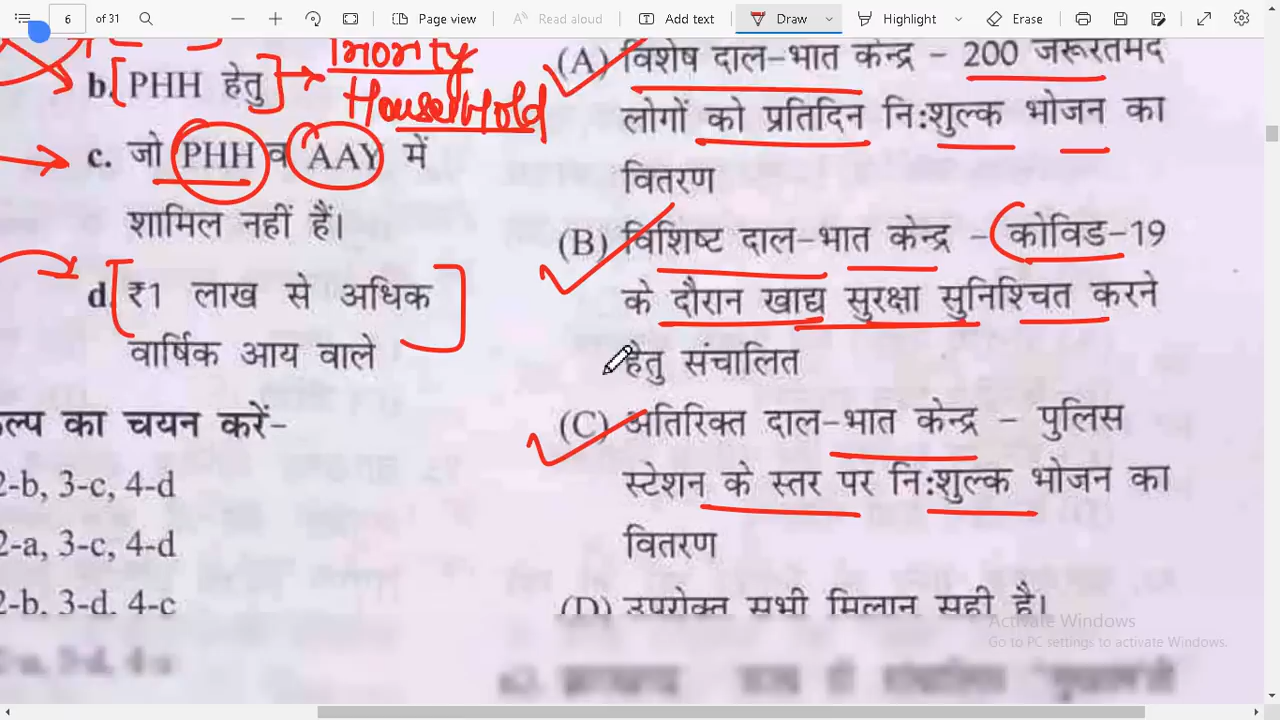 6 of 31 Page view Read aloud Add text Draw Highlight Erase
Priority
HouseHold
b. PHH हेतु
c. जो PHH व AAY में
शामिल नहीं हैं।
d. ₹1 लाख से अधिक
वार्षिक आय वाले
का चयन करें-
2-b, 3-c, 4-d
2-a, 3-c, 4-d
2-b, 3-d, 4-c
(A) विशेष दाल-भात केन्द्र - 200 जरूरतमंद
लोगों को प्रतिदिन नि:शुल्क भोजन का
वितरण
(B) विशिष्ट दाल-भात केन्द्र - कोविड-19
के दौरान खाद्य सुरक्षा सुनिश्चित करने
हेतु संचालित
(C) अतिरिक्त दाल-भात केन्द्र - पुलिस
स्टेशन के स्तर पर नि:शुल्क भोजन का
वितरण
(D) उपरोक्त सभी मिलान सही है।
Activate Windows
Go to PC settings to activate Windows.